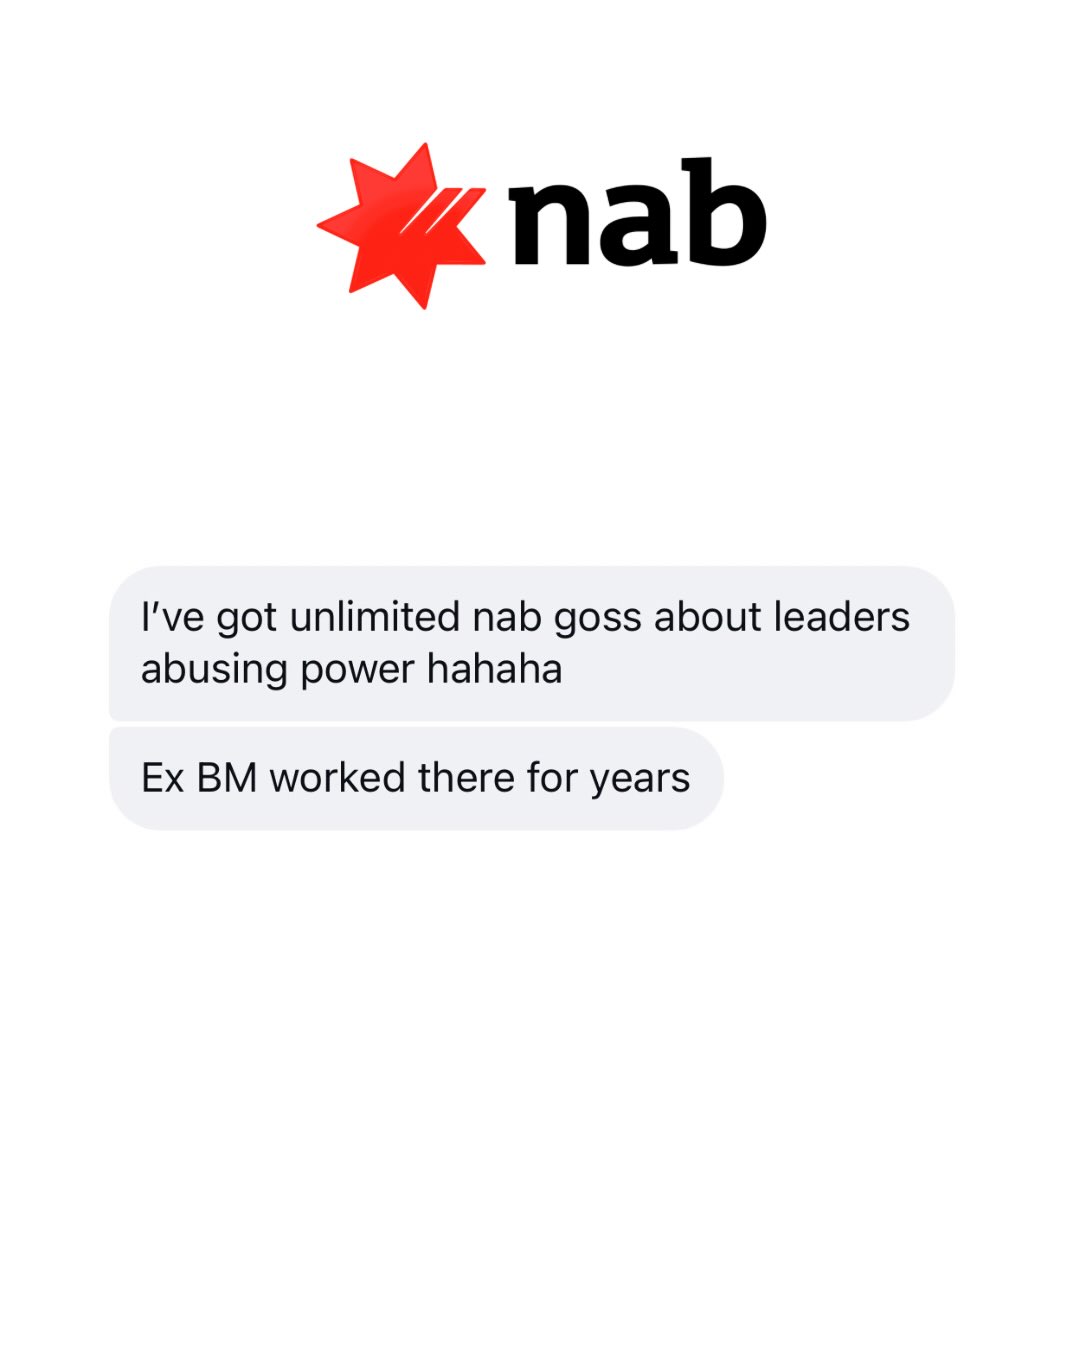 nab
I’ve got unlimited nab goss about leaders
abusing power hahaha
Ex BM worked there for years